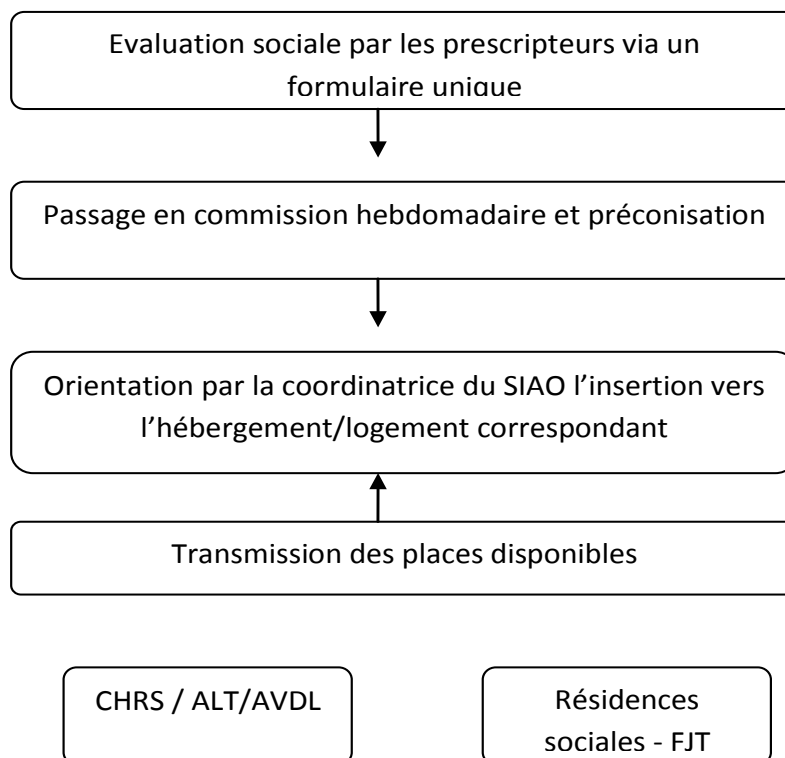 Evaluation sociale par les prescripteurs via un
formulaire unique
Passage en commission hebdomadaire et préconisation
Orientation par la coordinatrice du SIAO l’insertion vers
l’hébergement/logement correspondant
Transmission des places disponibles
CHRS / ALT/AVDL
Résidences
sociales - FJT